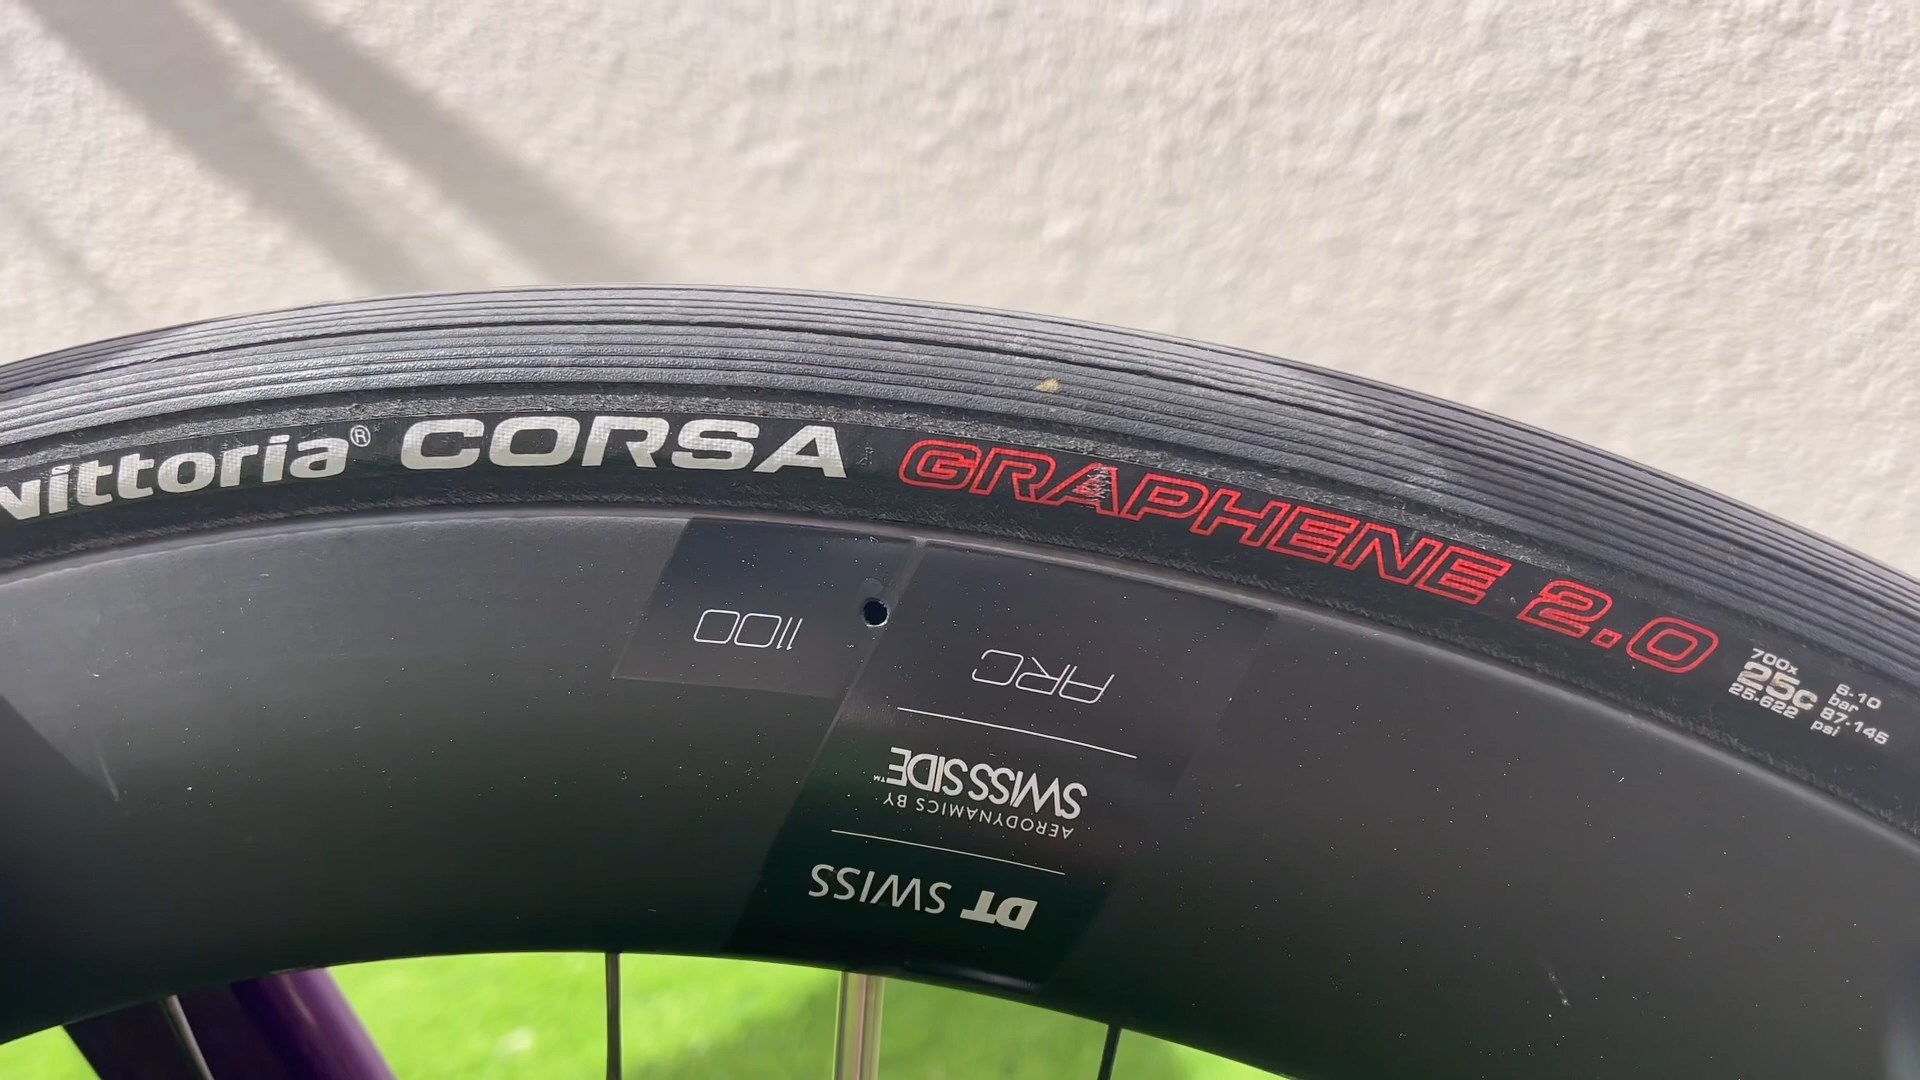 vittoria® CORSA GRAPHENE 2.0
700x
25c
25-622
6-10
bar
87-145
psi
DT SWISS
AERODYNAMICS BY
SWISSSIDE™
ARC
1100